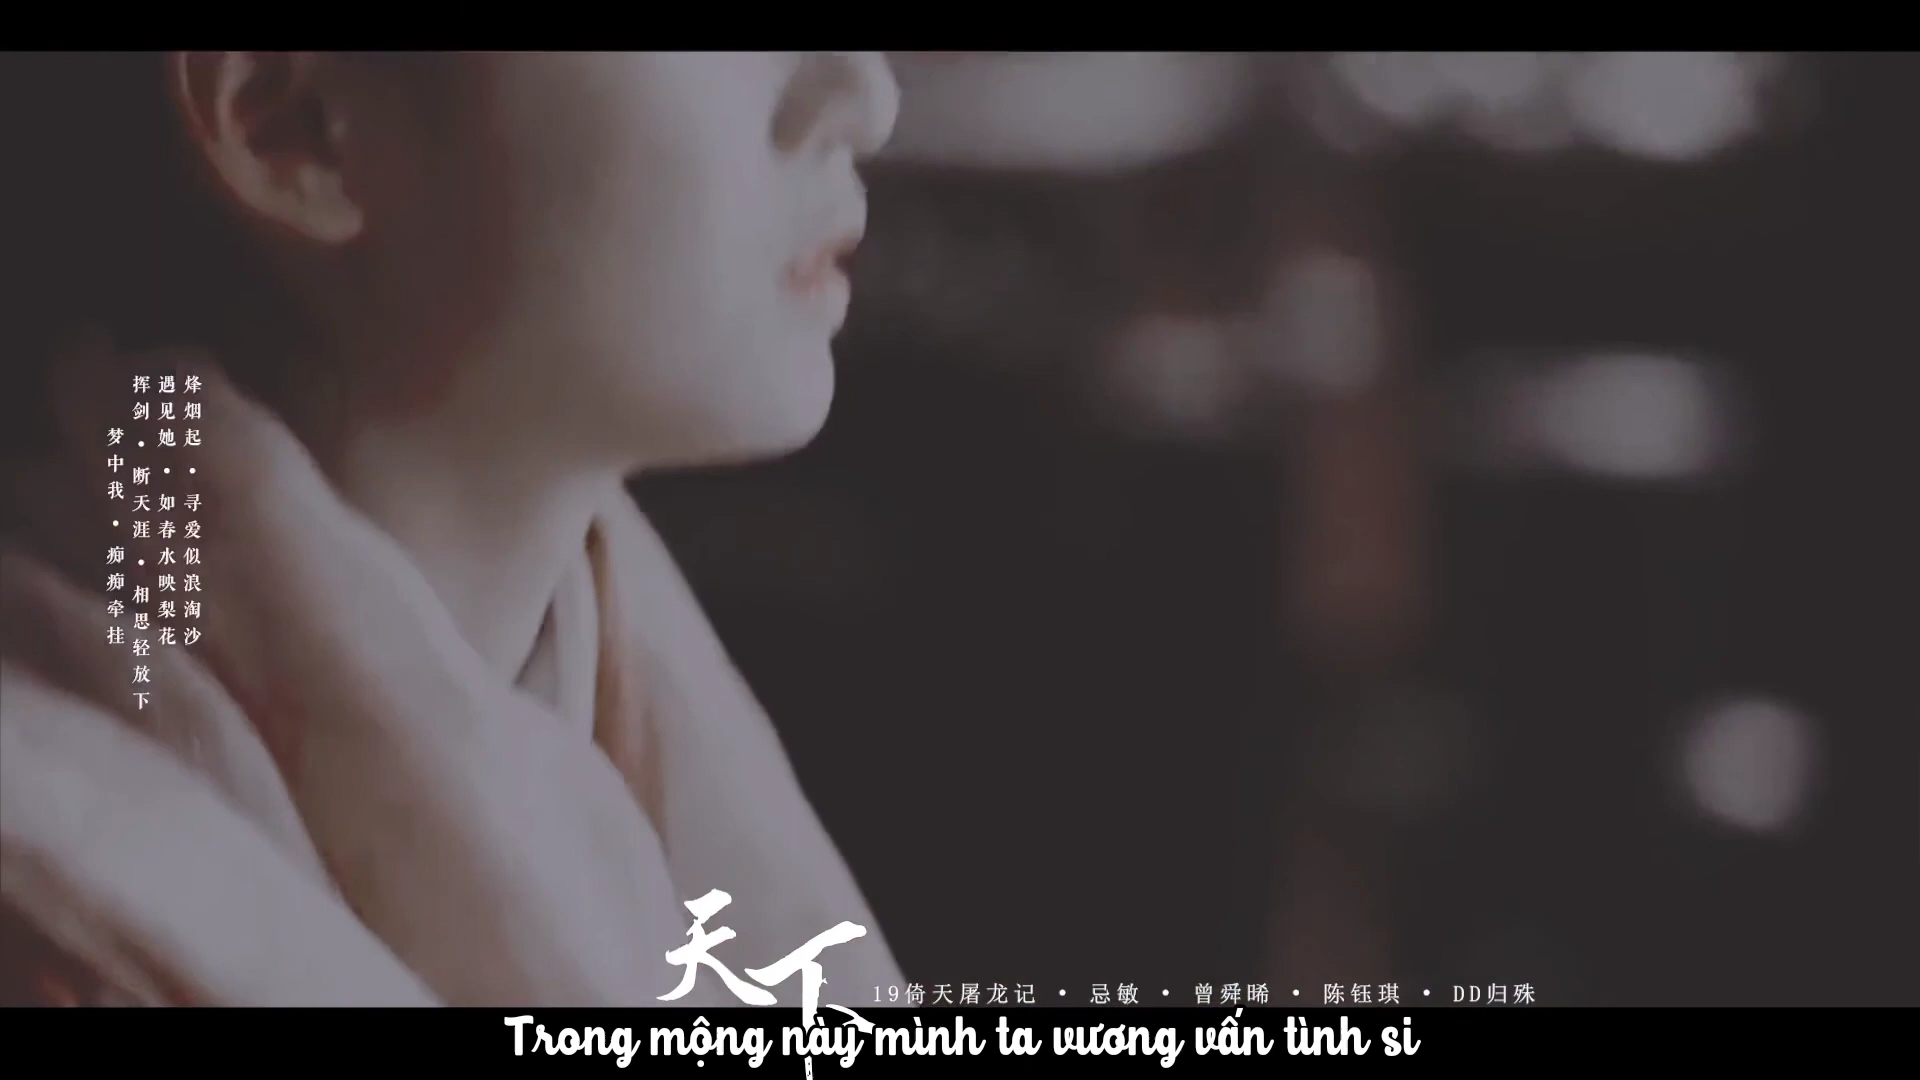 烽烟起•寻爱似浪淘沙
遇见她•如春水映梨花
挥剑•断天涯•相思轻放下
梦中我•痴痴牵挂
天下
19倚天屠龙记 • 忌敏 • 曾舜晞 • 陈钰琪 • DD归殊
Trong mộng này mình ta vương vấn tình si